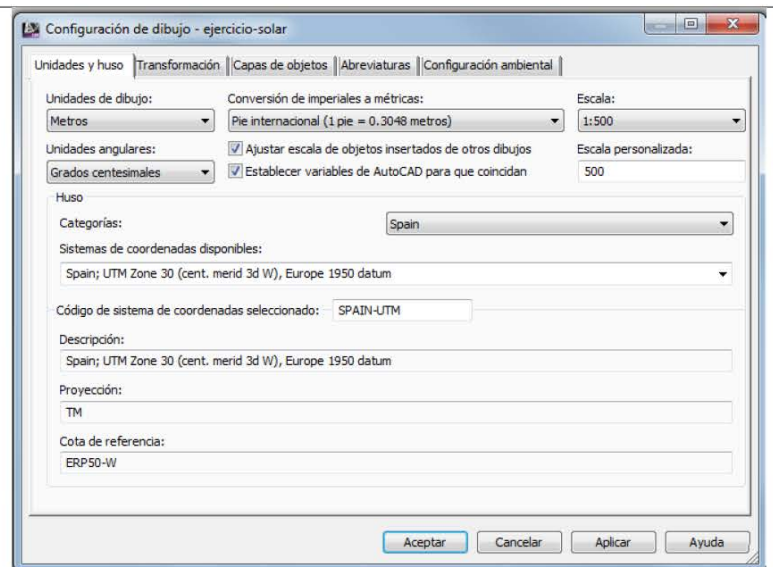 Configuración de dibujo - ejercicio-solar
Unidades y huso Transformación Capas de objetos Abreviaturas Configuración ambiental
Unidades de dibujo: Conversión de imperiales a métricas: Escala:
Metros Pie internacional (1 pie = 0.3048 metros) 1:500
Unidades angulares: Ajustar escala de objetos insertados de otros dibujos Escala personalizada:
Grados centesimales Establecer variables de AutoCAD para que coincidan 500
Huso
Categorías: Spain
Sistemas de coordenadas disponibles:
Spain; UTM Zone 30 (cent. merid 3d W), Europe 1950 datum
Código de sistema de coordenadas seleccionado: SPAIN-UTM
Descripción:
Spain; UTM Zone 30 (cent. merid 3d W), Europe 1950 datum
Proyección:
TM
Cota de referencia:
ERP50-W
Aceptar Cancelar Aplicar Ayuda